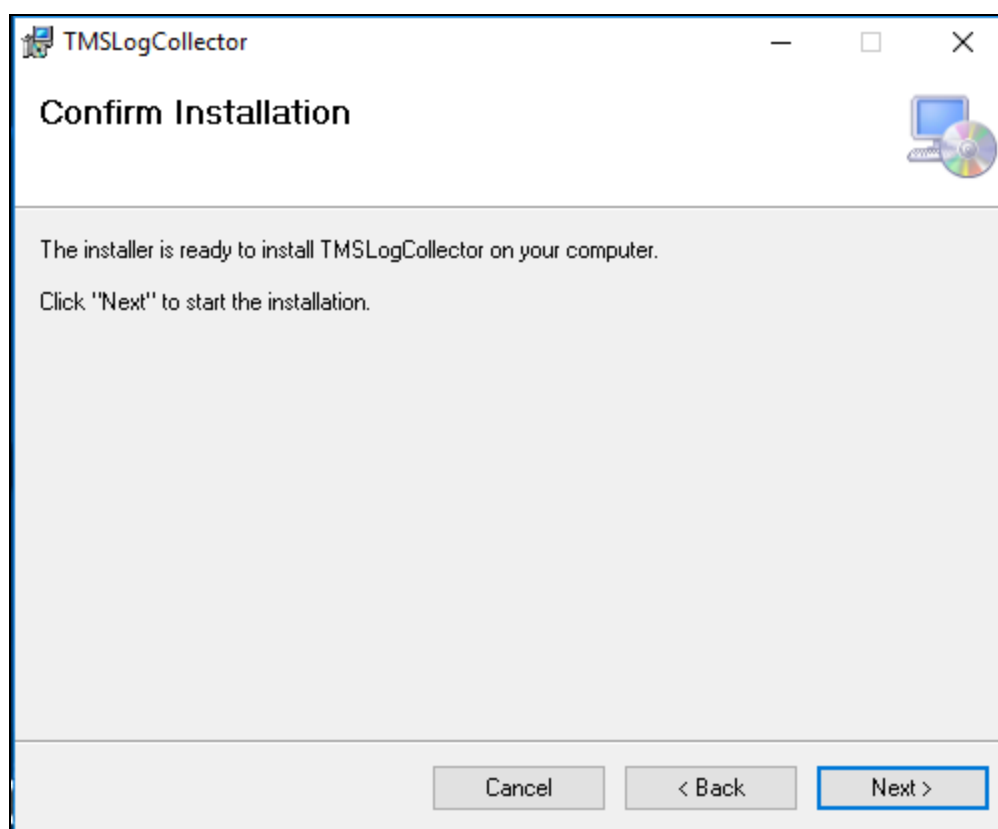 TMSLogCollector
Confirm Installation
The installer is ready to install TMSLogCollector on your computer.
Click "Next" to start the installation.
Cancel
< Back
Next >